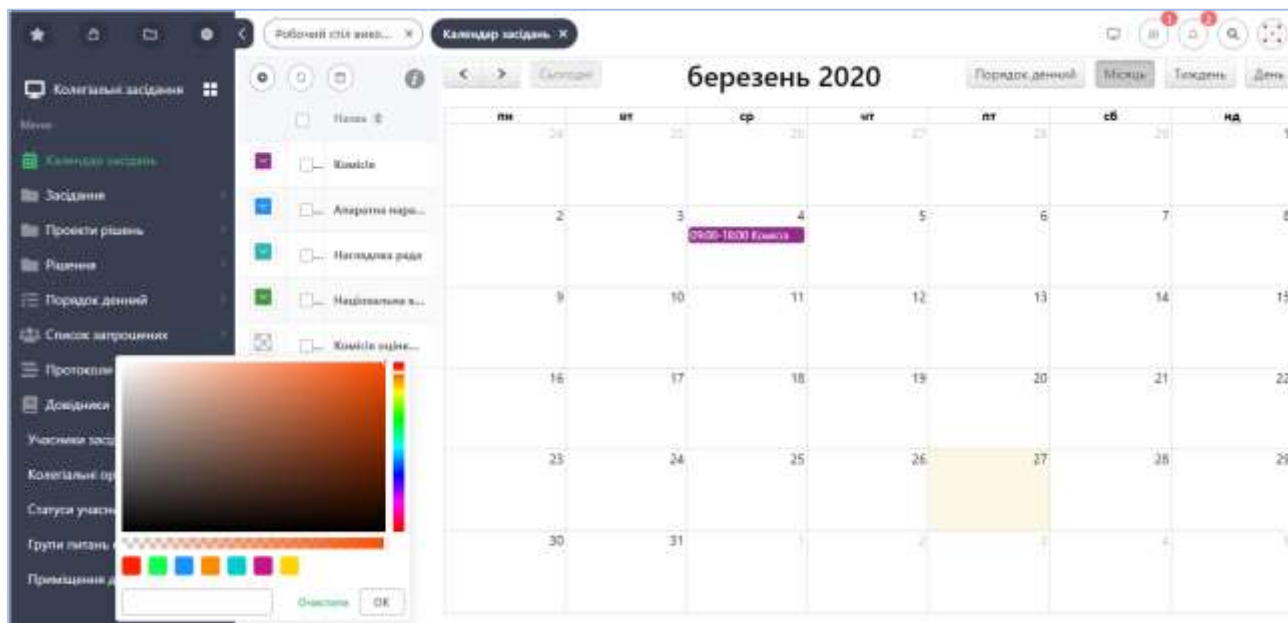 Робочий стіл вико... ×
Календар засідань ×
1
2
Колегіальні засідання
Меню
Календар засідань
Засідання
Проекти рішень
Рішення
Порядок денний
Список запрошених
Протоколи
Довідники
Учасники засід
Колегіальні ор
Статуси учасн
Групи питань
Приміщення д
Назва
Комісія
Апаратна нара...
Наглядова рада
Національна в...
Комісія оціне...
Очистити
OK
< > Сьогодні
березень 2020
Порядок денний Місяць Тиждень День
пн вт ср чт пт сб нд
24 25 26 27 28 29 1
2 3 4 5 6 7 8
09:00-18:00 Комісія
9 10 11 12 13 14 15
16 17 18 19 20 21 22
23 24 25 26 27 28 29
30 31 1 2 3 4 5